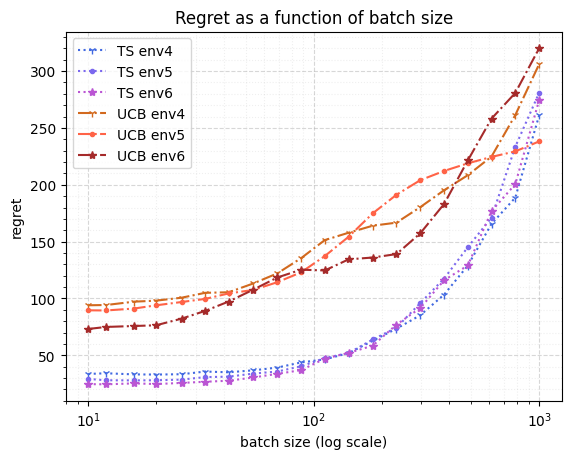 Regret as a function of batch size
TS env4
TS env5
TS env6
UCB env4
UCB env5
UCB env6
300
250
200
150
100
50
regret
10¹
10²
10³
batch size (log scale)